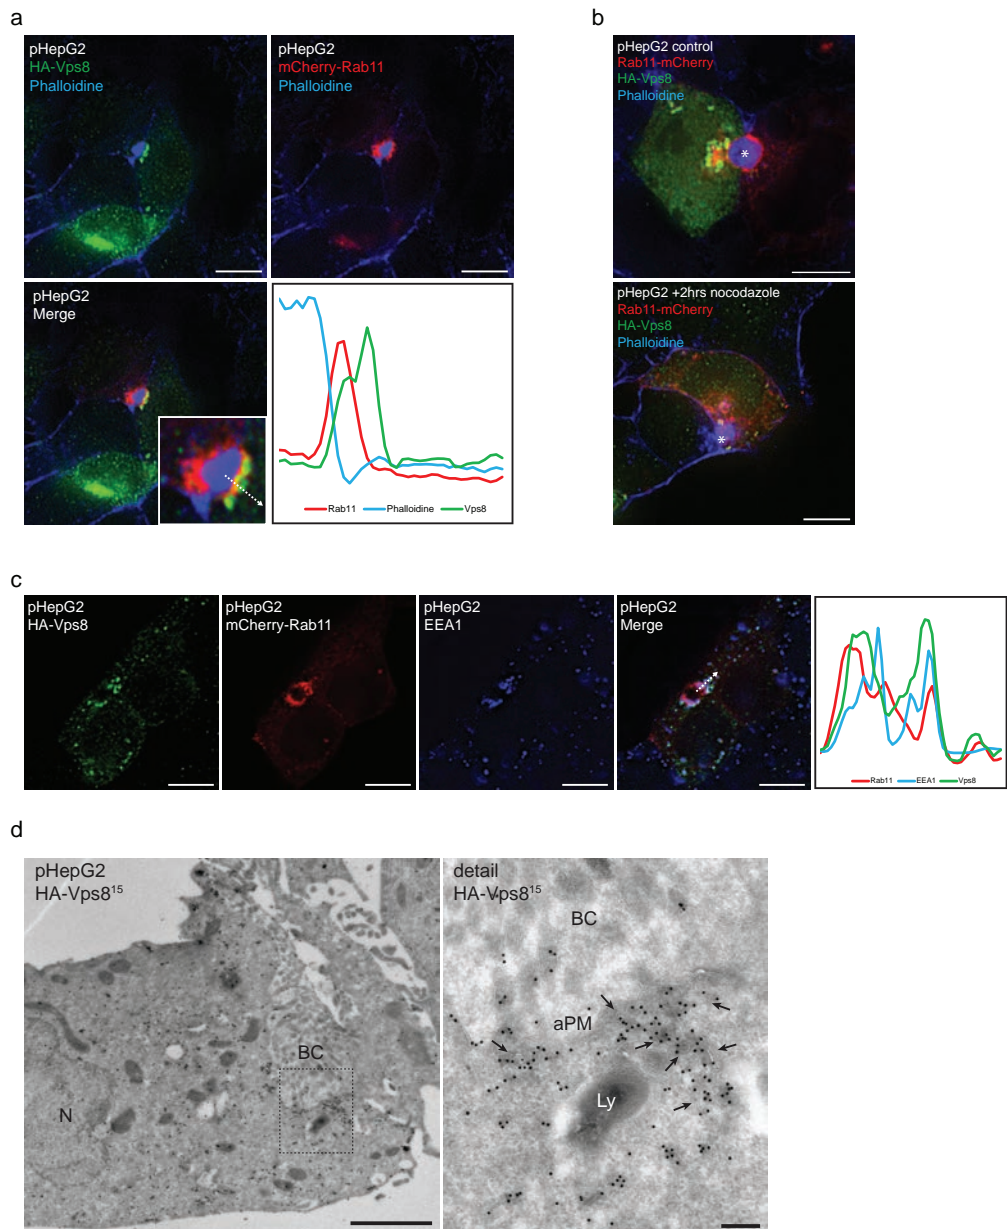 a
pHepG2
HA-Vps8
Phalloidine
pHepG2
mCherry-Rab11
Phalloidine
pHepG2
Merge
Rab11 Phalloidine Vps8
b
pHepG2 control
Rab11-mCherry
HA-Vps8
Phalloidine
*
pHepG2 +2hrs nocodazole
Rab11-mCherry
HA-Vps8
Phalloidine
*
c
pHepG2
HA-Vps8
pHepG2
mCherry-Rab11
pHepG2
EEA1
pHepG2
Merge
Rab11 EEA1 Vps8
d
pHepG2
HA-Vps8¹⁵
BC
N
detail
HA-Vps8¹⁵
BC
aPM
Ly